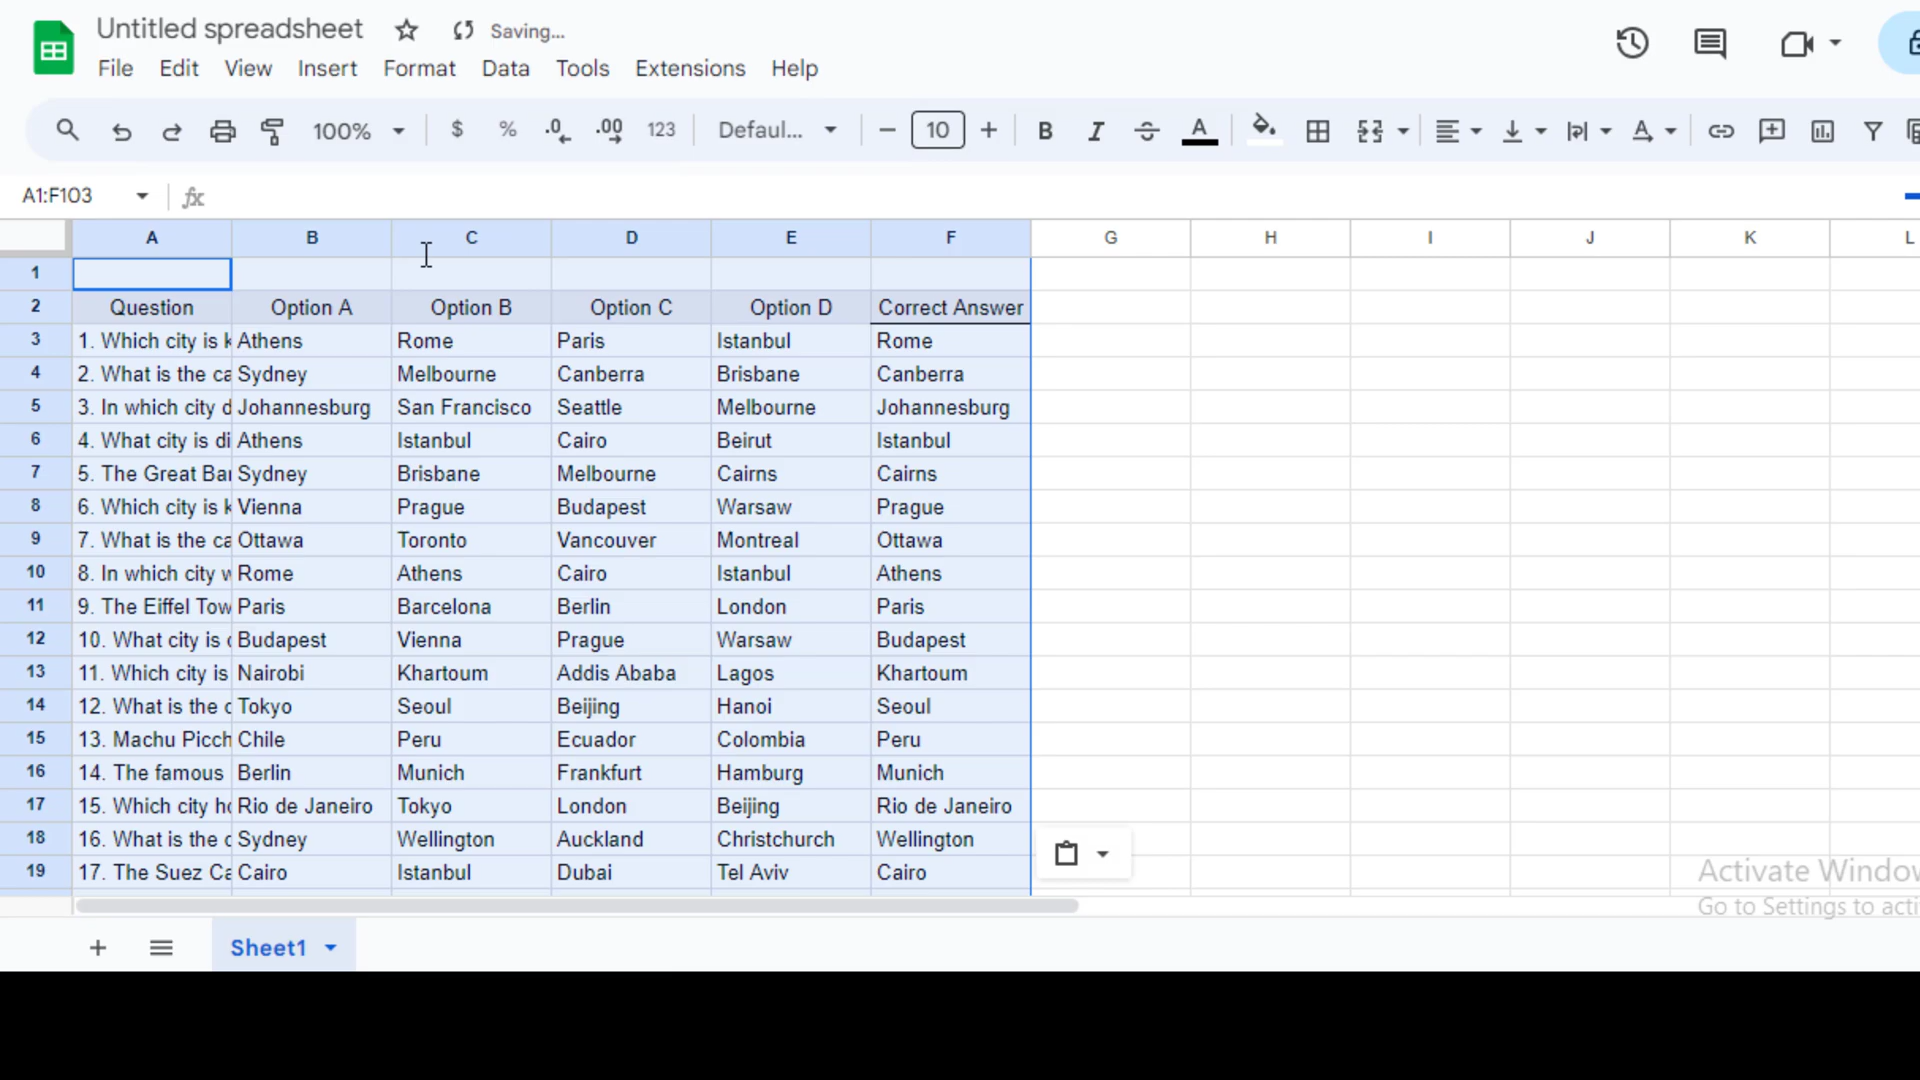 Untitled spreadsheet Saving...
File Edit View Insert Format Data Tools Extensions Help
100% $ % .0 .00 123 Defaul... 10 B I A A
A1:F103 fx
A B C D E F G H I J K L
1
2 Question Option A Option B Option C Option D Correct Answer
3 1. Which city is k Athens Rome Paris Istanbul Rome
4 2. What is the ca Sydney Melbourne Canberra Brisbane Canberra
5 3. In which city d Johannesburg San Francisco Seattle Melbourne Johannesburg
6 4. What city is di Athens Istanbul Cairo Beirut Istanbul
7 5. The Great Bar Sydney Brisbane Melbourne Cairns Cairns
8 6. Which city is k Vienna Prague Budapest Warsaw Prague
9 7. What is the ca Ottawa Toronto Vancouver Montreal Ottawa
10 8. In which city w Rome Athens Cairo Istanbul Athens
11 9. The Eiffel Tow Paris Barcelona Berlin London Paris
12 10. What city is Budapest Vienna Prague Warsaw Budapest
13 11. Which city is Nairobi Khartoum Addis Ababa Lagos Khartoum
14 12. What is the Tokyo Seoul Beijing Hanoi Seoul
15 13. Machu Picch Chile Peru Ecuador Colombia Peru
16 14. The famous Berlin Munich Frankfurt Hamburg Munich
17 15. Which city ho Rio de Janeiro Tokyo London Beijing Rio de Janeiro
18 16. What is the Sydney Wellington Auckland Christchurch Wellington
19 17. The Suez Ca Cairo Istanbul Dubai Tel Aviv Cairo
Activate Window
Go to Settings to acti
Sheet1